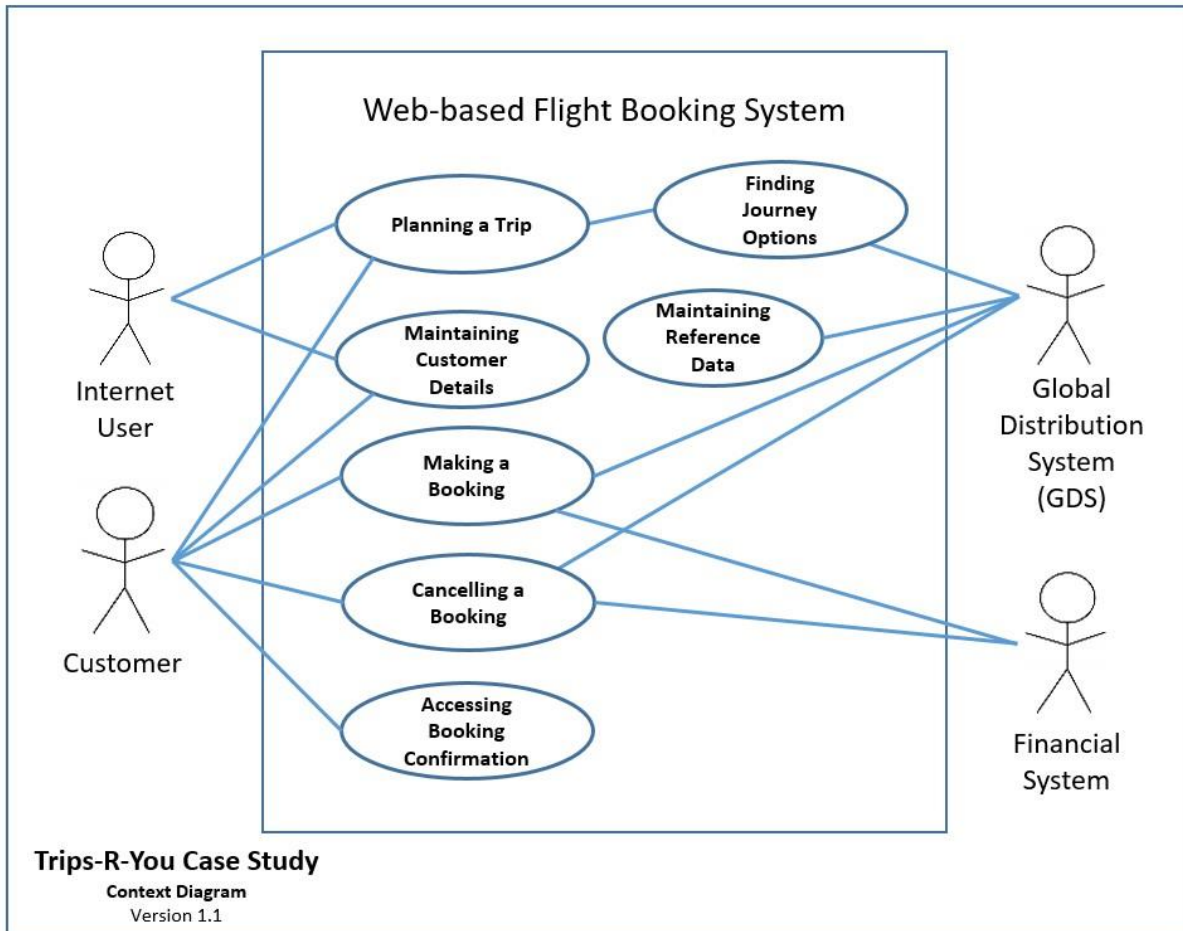 Web-based Flight Booking System
Planning a Trip
Finding
Journey
Options
Maintaining
Customer
Details
Maintaining
Reference
Data
Making a
Booking
Cancelling a
Booking
Accessing
Booking
Confirmation
Internet
User
Customer
Global
Distribution
System
(GDS)
Financial
System
Trips-R-You Case Study
Context Diagram
Version 1.1